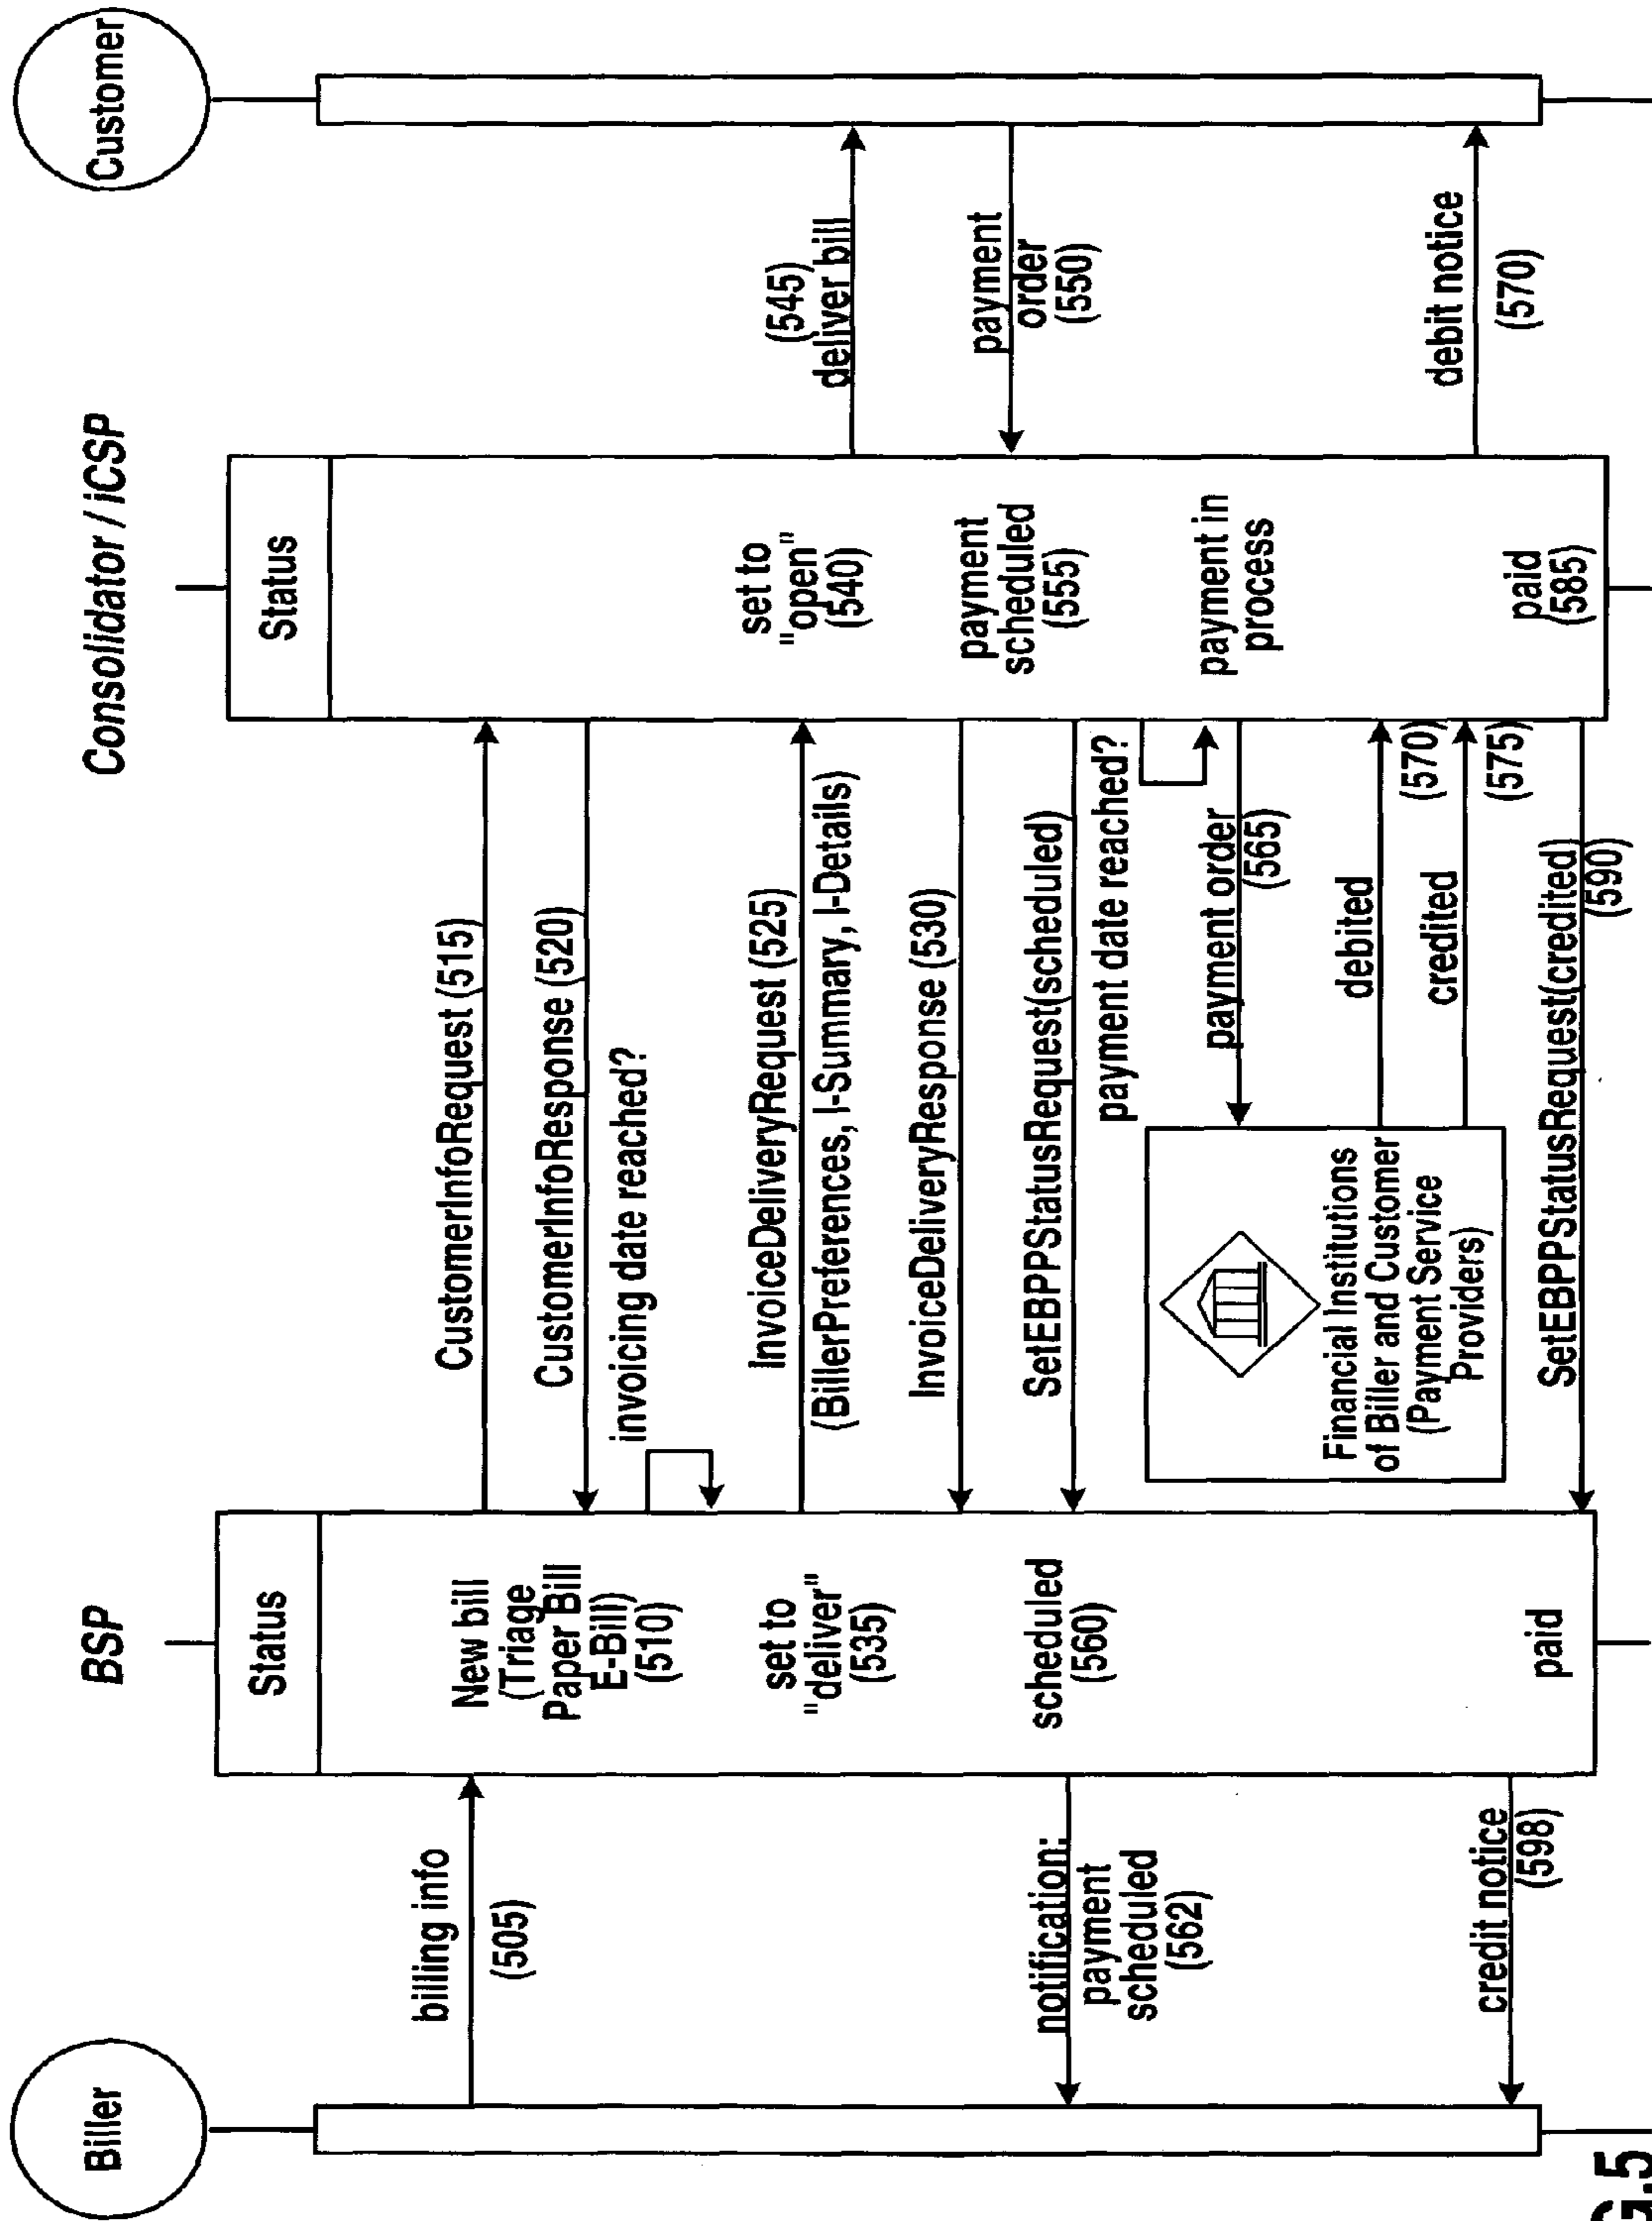 Biller
BSP
Consolidator / iCSP
Customer
Status
Status
billing info
(505)
New bill
(Triage
Paper Bill
E-Bill)
(510)
CustomerInfoRequest (515)
CustomerInfoResponse (520)
invoicing date reached?
set to
"deliver"
(535)
InvoiceDeliveryRequest (525)
(BillerPreferences, I-Summary, I-Details)
set to
"open"
(540)
(545)
deliver bill
InvoiceDeliveryResponse (530)
payment
scheduled
(555)
payment
order
(550)
notification:
payment
scheduled
(562)
scheduled
(560)
SetEBPPStatusRequest(scheduled)
payment date reached?
payment order
(565)
payment in
process
Financial Institutions
of Biller and Customer
(Payment Service
Providers)
debited
(570)
credited
(575)
debit notice
(570)
credit notice
(598)
paid
SetEBPPStatusRequest(credited)
(590)
paid
(585)
G.5